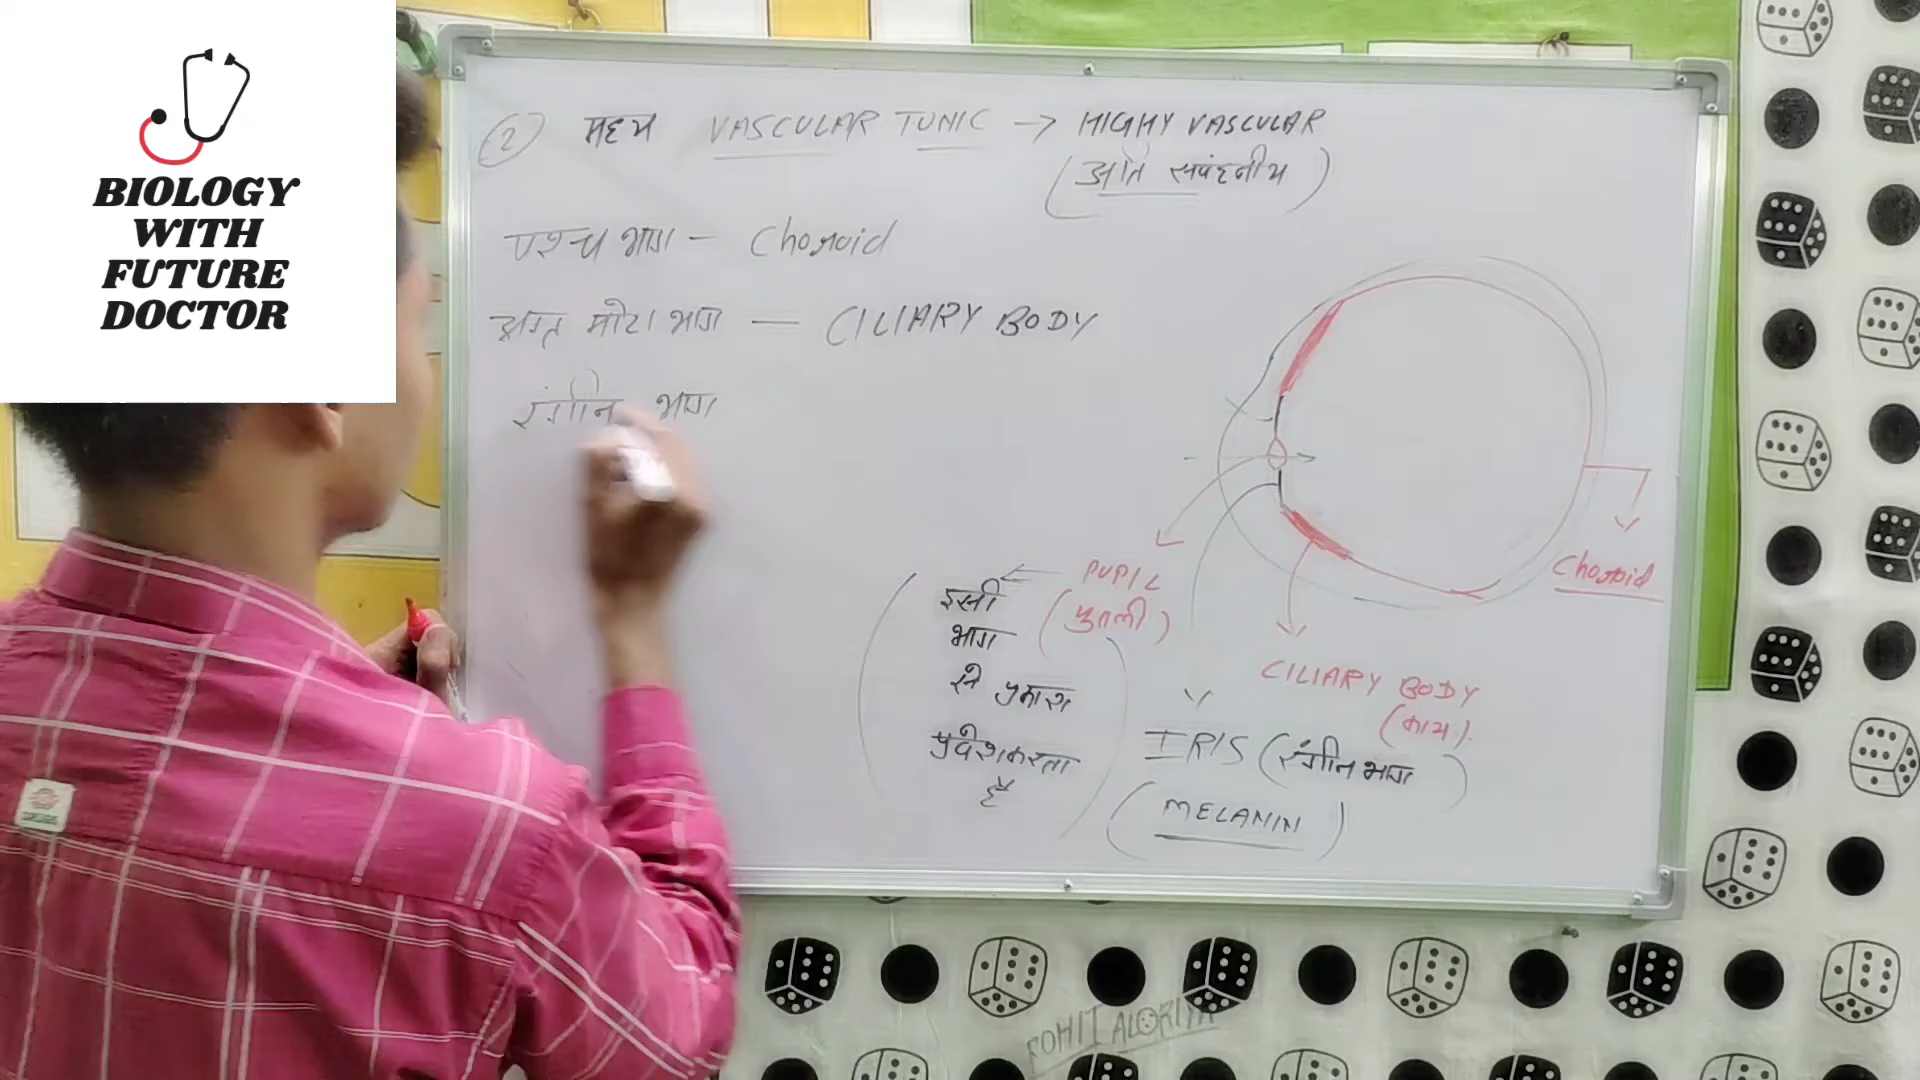 BIOLOGY
WITH
FUTURE
DOCTOR
② मध्य VASCULAR TUNIC → HIGHY VASCULAR
(अति संवहनीय)
पश्च भाग - Choroid
अग्र मोटा भाग — CILIARY BODY
रंगीन भाग
Choroid
PUPIL
(पुतली)
इसी
भाग
से प्रकाश
प्रवेश करता
है
CILIARY BODY
(काय).
IRIS (रंगीन भाग)
(MELANIN)
ROHIT ALORIYA